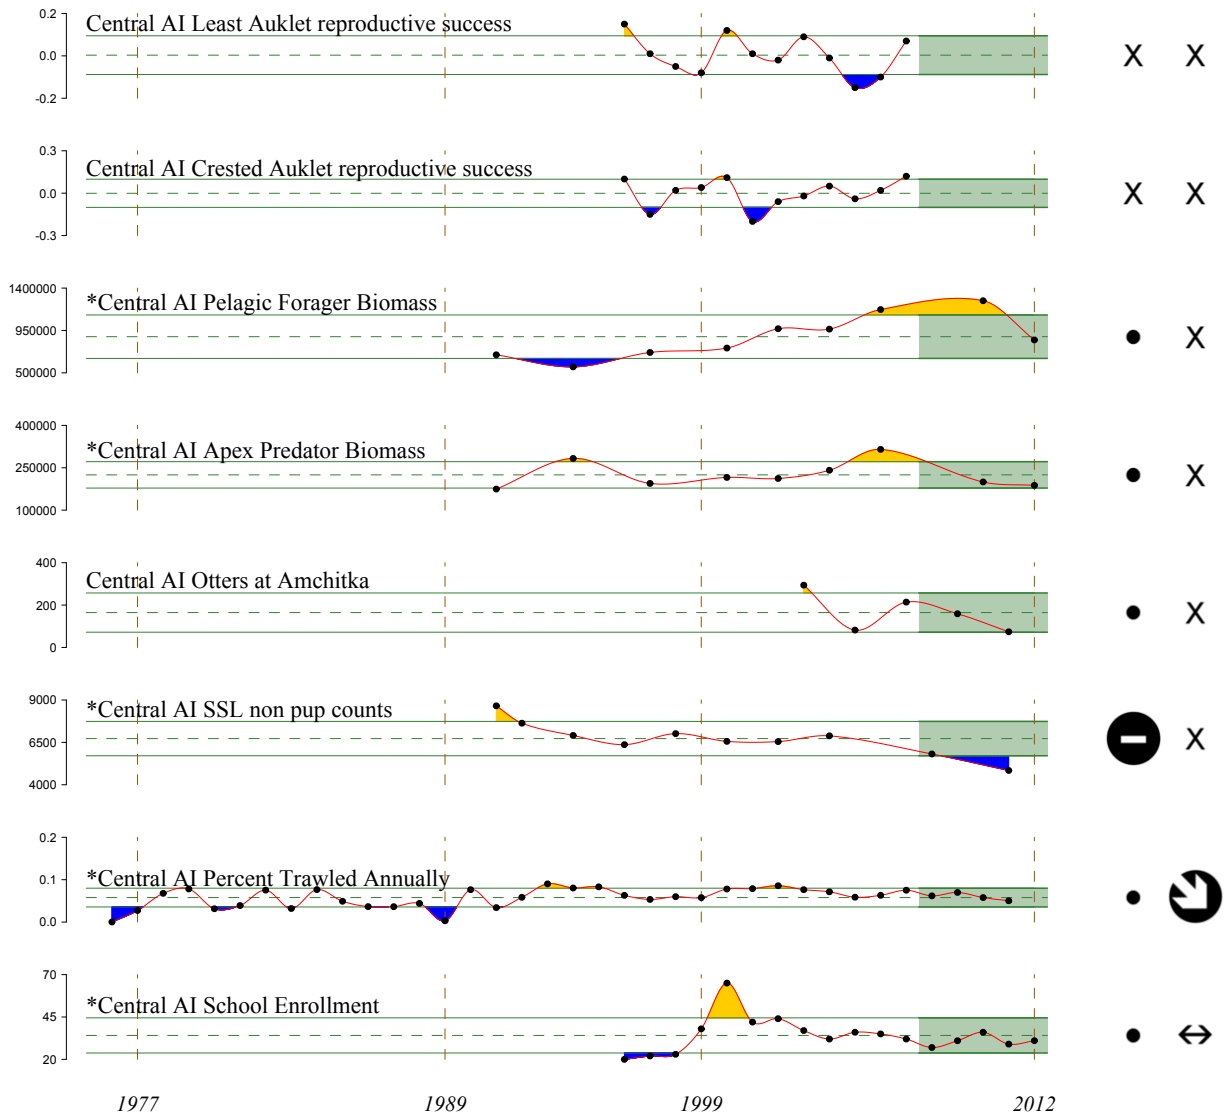 Central AI Least Auklet reproductive success
0.2
0.0
-0.2
X X
Central AI Crested Auklet reproductive success
0.3
0.0
-0.3
X X
*Central AI Pelagic Forager Biomass
1400000
950000
500000
X
*Central AI Apex Predator Biomass
400000
250000
100000
X
Central AI Otters at Amchitka
400
200
0
X
*Central AI SSL non pup counts
9000
6500
4000
X
*Central AI Percent Trawled Annually
0.2
0.1
0.0
*Central AI School Enrollment
70
45
20
1977 1989 1999 2012